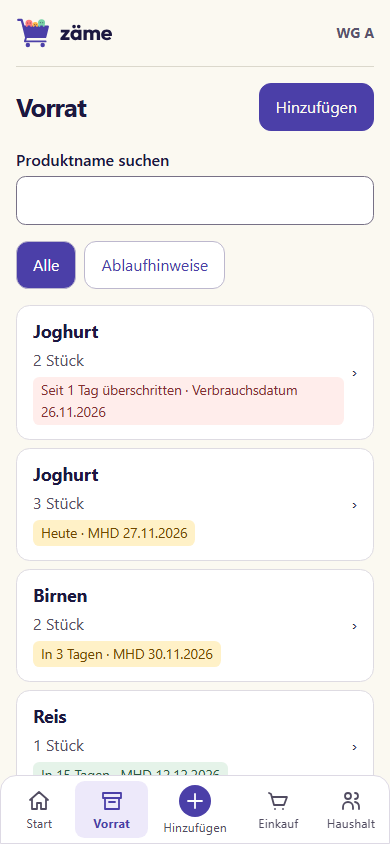 zäme
WG A
Vorrat
Hinzufügen
Produktname suchen
Alle
Ablaufhinweise
Joghurt
2 Stück
Seit 1 Tag überschritten · Verbrauchsdatum
26.11.2026
Joghurt
3 Stück
Heute · MHD 27.11.2026
Birnen
2 Stück
In 3 Tagen · MHD 30.11.2026
Reis
1 Stück
In 15 Tagen · MHD 12.12.2026
Start
Vorrat
Hinzufügen
Einkauf
Haushalt